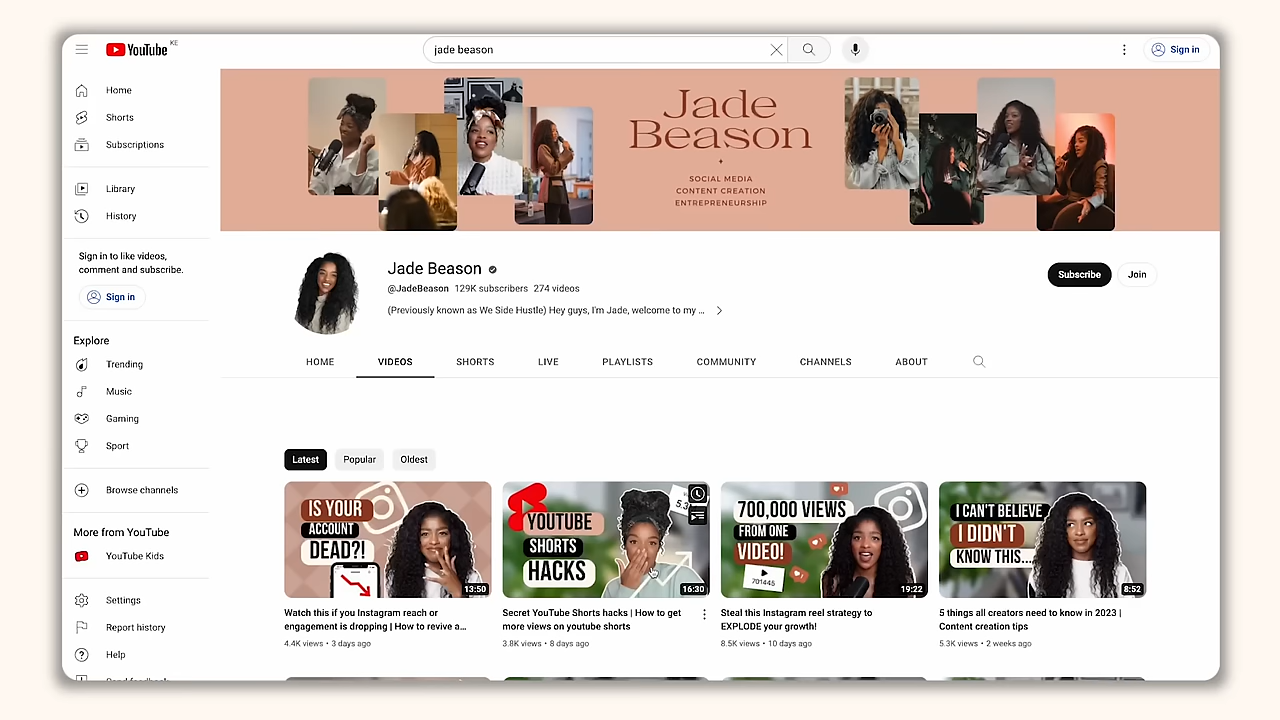 YouTube KE
jade beason
Sign in
Home
Shorts
Subscriptions
Library
History
Sign in to like videos,
comment and subscribe.
Sign in
Explore
Trending
Music
Gaming
Sport
Browse channels
More from YouTube
YouTube Kids
Settings
Report history
Help
Send feedback
Jade
Beason
SOCIAL MEDIA
CONTENT CREATION
ENTREPRENEURSHIP
Jade Beason
@JadeBeason 129K subscribers 274 videos
(Previously known as We Side Hustle) Hey guys, I'm Jade, welcome to my ...
Subscribe
Join
HOME VIDEOS SHORTS LIVE PLAYLISTS COMMUNITY CHANNELS ABOUT
Latest Popular Oldest
IS YOUR
ACCOUNT
DEAD?!
13:50
Watch this if you Instagram reach or
engagement is dropping | How to revive a...
4.4K views • 3 days ago
YOUTUBE
SHORTS
HACKS
16:30
Secret YouTube Shorts hacks | How to get
more views on youtube shorts
3.8K views • 8 days ago
700,000 VIEWS
FROM ONE
VIDEO!
701445
19:22
Steal this Instagram reel strategy to
EXPLODE your growth!
8.5K views • 10 days ago
I CAN'T BELIEVE
I DIDN'T
KNOW THIS...
8:52
5 things all creators need to know in 2023 |
Content creation tips
5.3K views • 2 weeks ago